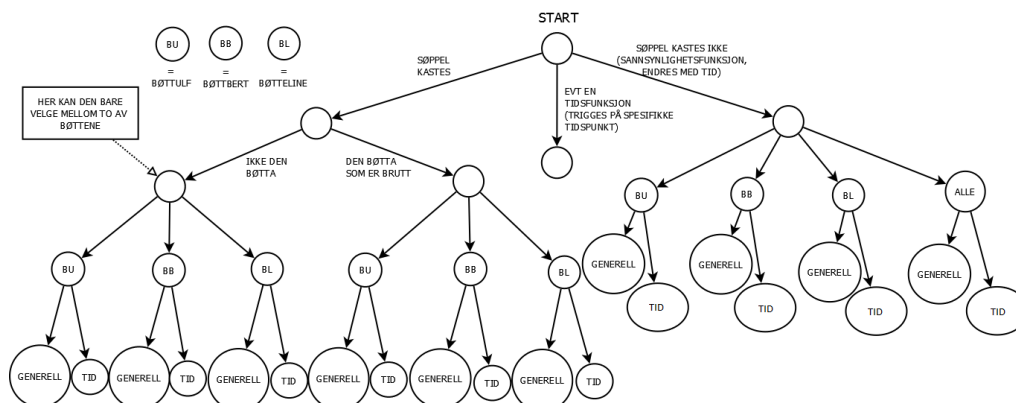 START
BU
BB
BL
=
=
=
BØTTULF
BØTTBERT
BØTTELINE
SØPPEL
KASTES
SØPPEL KASTES IKKE
(SANNSYNLIGHETSFUNKSJON,
ENDRES MED TID)
EVT EN
TIDSFUNKSJON
(TRIGGES PÅ SPESIFIKKE
TIDSPUNKT)
HER KAN DEN BARE
VELGE MELLOM TO AV
BØTTENE
IKKE DEN
BØTTA
DEN BØTTA
SOM ER BRUTT
BU
BB
BL
ALLE
GENERELL
GENERELL
GENERELL
GENERELL
TID
TID
TID
TID
BU
BB
BL
BU
BB
BL
GENERELL
TID
GENERELL
TID
GENERELL
TID
GENERELL
TID
GENERELL
TID
GENERELL
TID